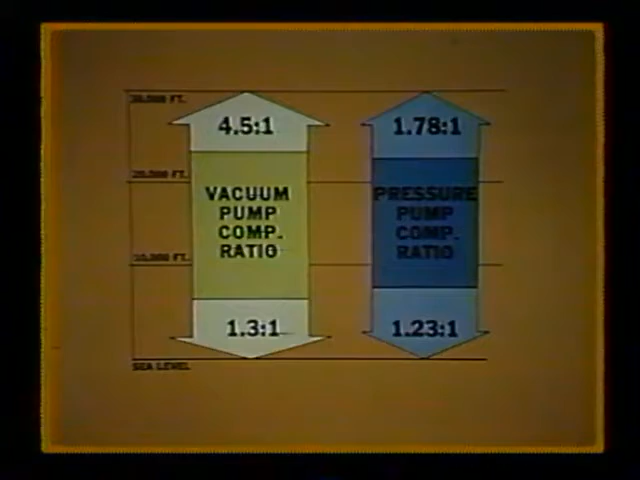 30,000 FT.
4.5:1
1.78:1
20,000 FT.
VACUUM
PUMP
COMP.
RATIO
PRESSURE
PUMP
COMP.
RATIO
10,000 FT.
1.3:1
1.23:1
SEA LEVEL